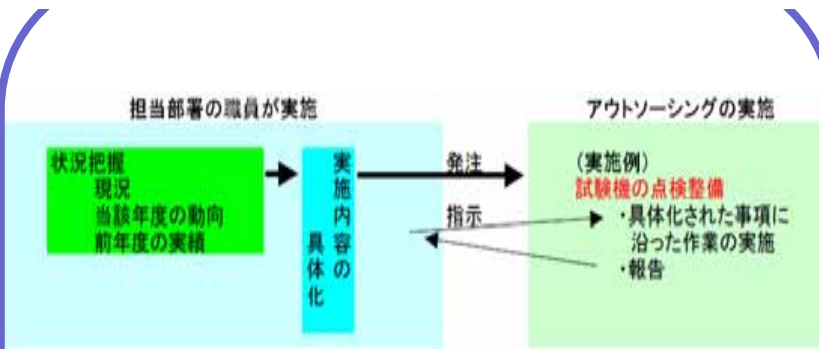 担当部署の職員が実施
状況把握
現況
当該年度の動向
前年度の実績
実施内容の
具体化
発注
指示
アウトソーシングの実施
(実施例)
試験機の点検整備
・具体化された事項に
沿った作業の実施
・報告